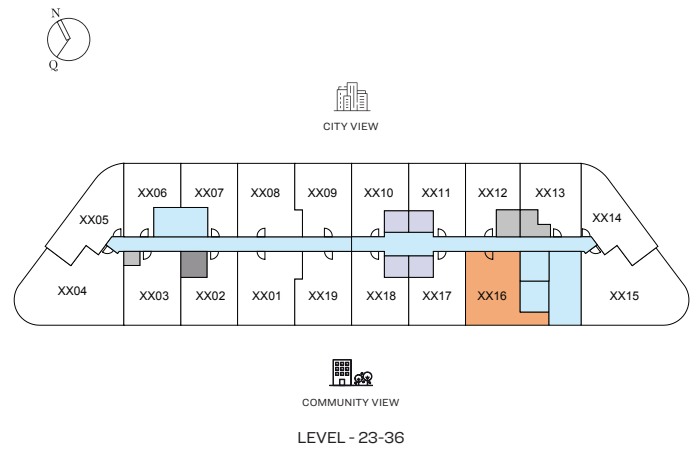 N
Q
CITY VIEW
XX06 XX07 XX08 XX09 XX10 XX11 XX12 XX13
XX05 XX14
XX04 XX03 XX02 XX01 XX19 XX18 XX17 XX16 XX15
COMMUNITY VIEW
LEVEL - 23-36